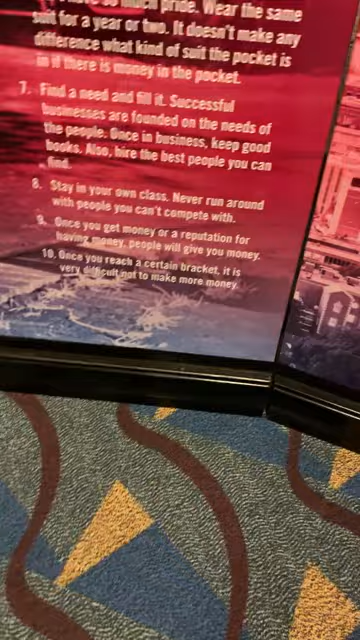 so much pride. Wear the same
suit for a year or two. It doesn't make any
difference what kind of suit the pocket is
in if there is money in the pocket.
7. Find a need and fill it. Successful
businesses are founded on the needs of
the people. Once in business, keep good
books. Also, hire the best people you can
find.
8. Stay in your own class. Never run around
with people you can't compete with.
9. Once you get money or a reputation for
having money, people will give you money.
10. Once you reach a certain bracket, it is
very difficult not to make more money.